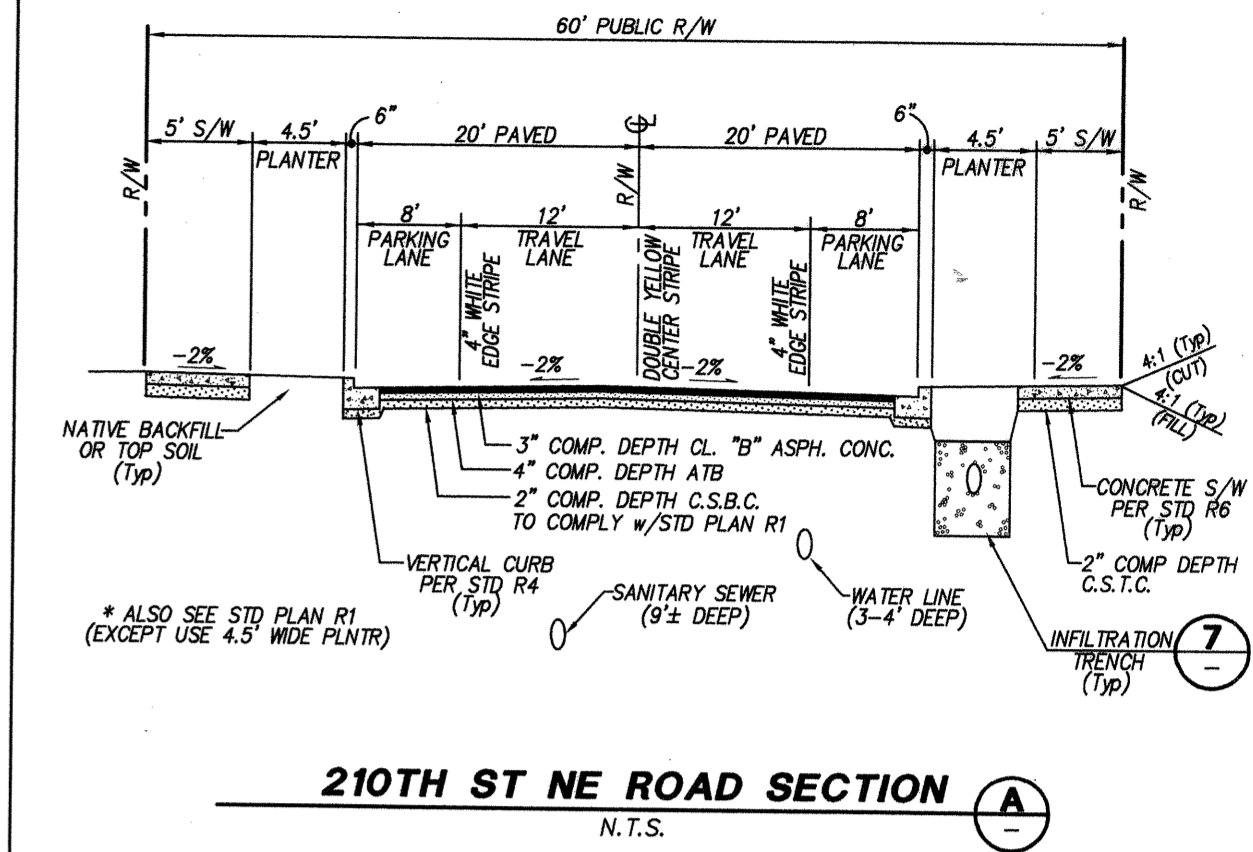 60' PUBLIC R/W
6"
6"
5' S/W
4.5'
PLANTER
20' PAVED
℄
20' PAVED
4.5'
PLANTER
5' S/W
R/W
R/W
R/W
8'
PARKING
LANE
12'
TRAVEL
LANE
12'
TRAVEL
LANE
8'
PARKING
LANE
4" WHITE
EDGE STRIPE
DOUBLE YELLOW
CENTER STRIPE
4" WHITE
EDGE STRIPE
-2%
-2%
-2%
-2%
4:1 (Typ)
(CUT)
4:1 (Typ)
(FILL)
NATIVE BACKFILL
OR TOP SOIL
(Typ)
3" COMP. DEPTH CL. "B" ASPH. CONC.
4" COMP. DEPTH ATB
2" COMP. DEPTH C.S.B.C.
TO COMPLY w/STD PLAN R1
CONCRETE S/W
PER STD R6
(Typ)
VERTICAL CURB
PER STD R4
(Typ)
2" COMP DEPTH
C.S.T.C.
SANITARY SEWER
(9'± DEEP)
WATER LINE
(3-4' DEEP)
* ALSO SEE STD PLAN R1
(EXCEPT USE 4.5' WIDE PLNTR)
INFILTRATION
TRENCH
(Typ)
7
-
210TH ST NE ROAD SECTION
N.T.S.
A
-